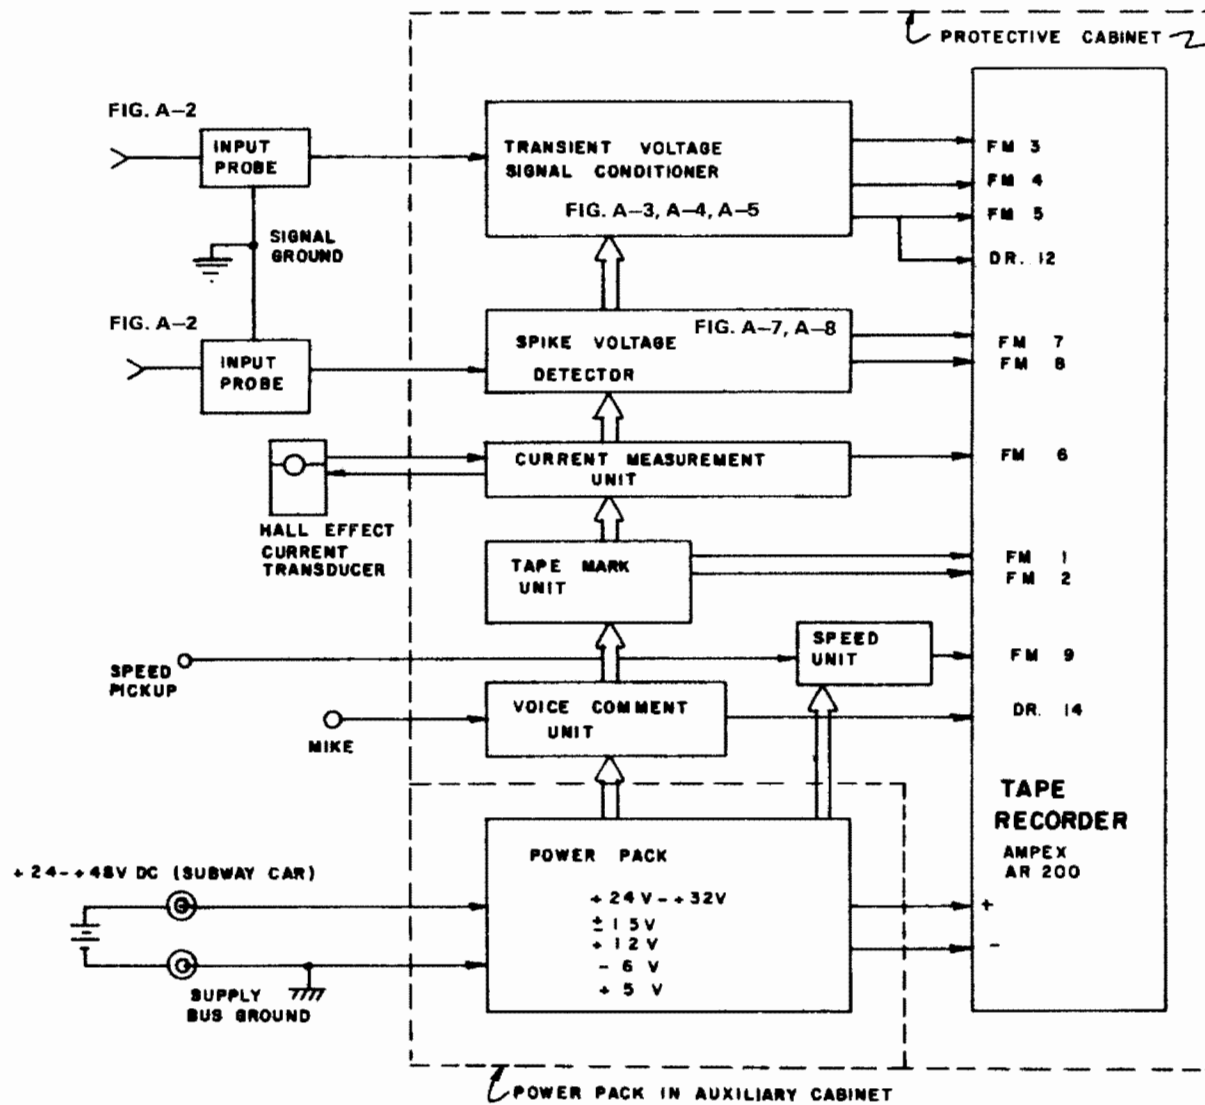 PROTECTIVE CABINET
FIG. A-2
INPUT
PROBE
TRANSIENT VOLTAGE
SIGNAL CONDITIONER
FIG. A-3, A-4, A-5
FM 3
FM 4
FM 5
DR. 12
SIGNAL
GROUND
FIG. A-2
INPUT
PROBE
FIG. A-7, A-8
SPIKE VOLTAGE
DETECTOR
FM 7
FM 8
CURRENT MEASUREMENT
UNIT
FM 6
HALL EFFECT
CURRENT
TRANSDUCER
TAPE MARK
UNIT
FM 1
FM 2
SPEED
PICKUP
SPEED
UNIT
FM 9
MIKE
VOICE COMMENT
UNIT
DR. 14
TAPE
RECORDER
AMPEX
AR 200
+
-
+24-+48V DC (SUBWAY CAR)
SUPPLY
BUS GROUND
POWER PACK
+24V-+32V
±15V
+12V
-6 V
+5 V
POWER PACK IN AUXILIARY CABINET